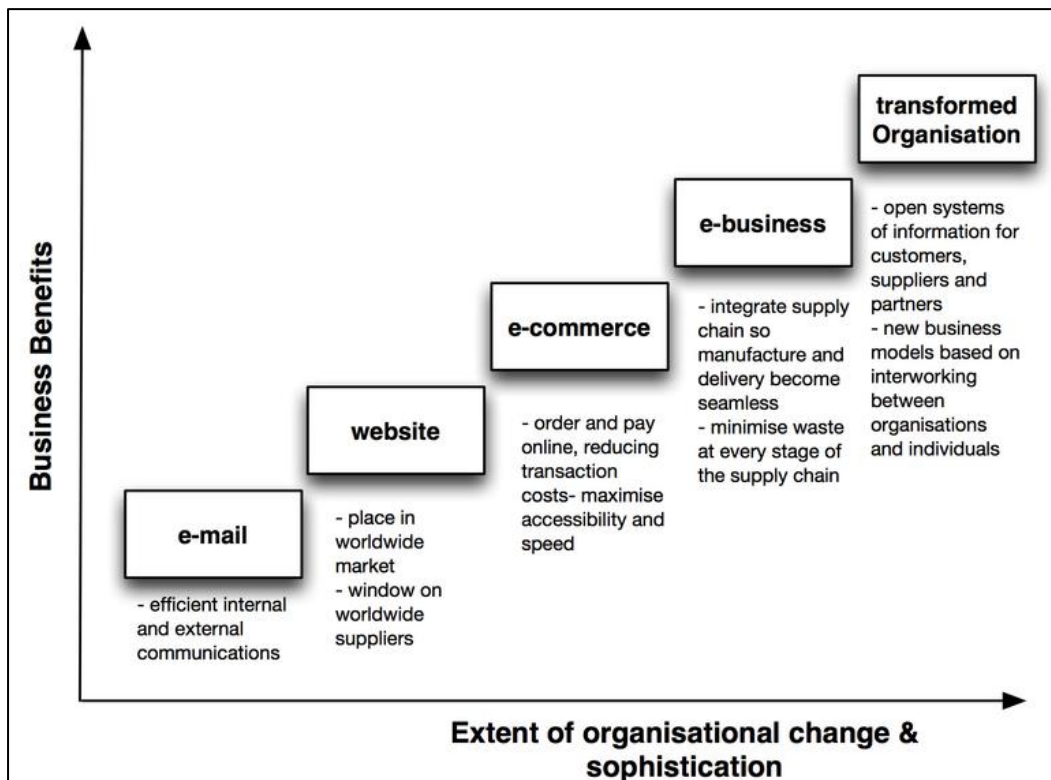 Business Benefits
e-mail
- efficient internal
and external
communications
website
- place in
worldwide
market
- window on
worldwide
suppliers
e-commerce
- order and pay
online, reducing
transaction
costs- maximise
accessibility and
speed
e-business
- integrate supply
chain so
manufacture and
delivery become
seamless
- minimise waste
at every stage of
the supply chain
transformed
Organisation
- open systems
of information for
customers,
suppliers and
partners
- new business
models based on
interworking
between
organisations
and individuals
Extent of organisational change &
sophistication